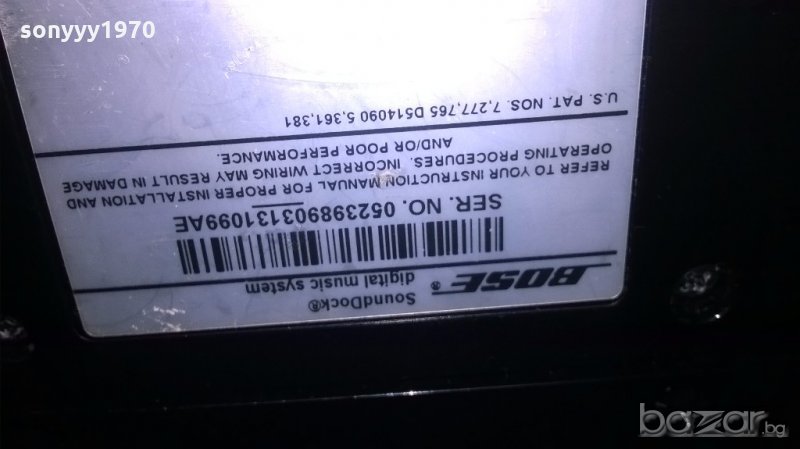 sonyyy1970
BOSE®
SoundDock®
digital music system
SER. NO. 052398903131099AE
REFER TO YOUR INSTRUCTION MANUAL FOR PROPER INSTALLATION AND
OPERATING PROCEDURES. INCORRECT WIRING MAY RESULT IN DAMAGE
AND/OR POOR PERFORMANCE.
U.S. PAT. NOS. 7,277,765 D514090 5,361,381
bazar.bg